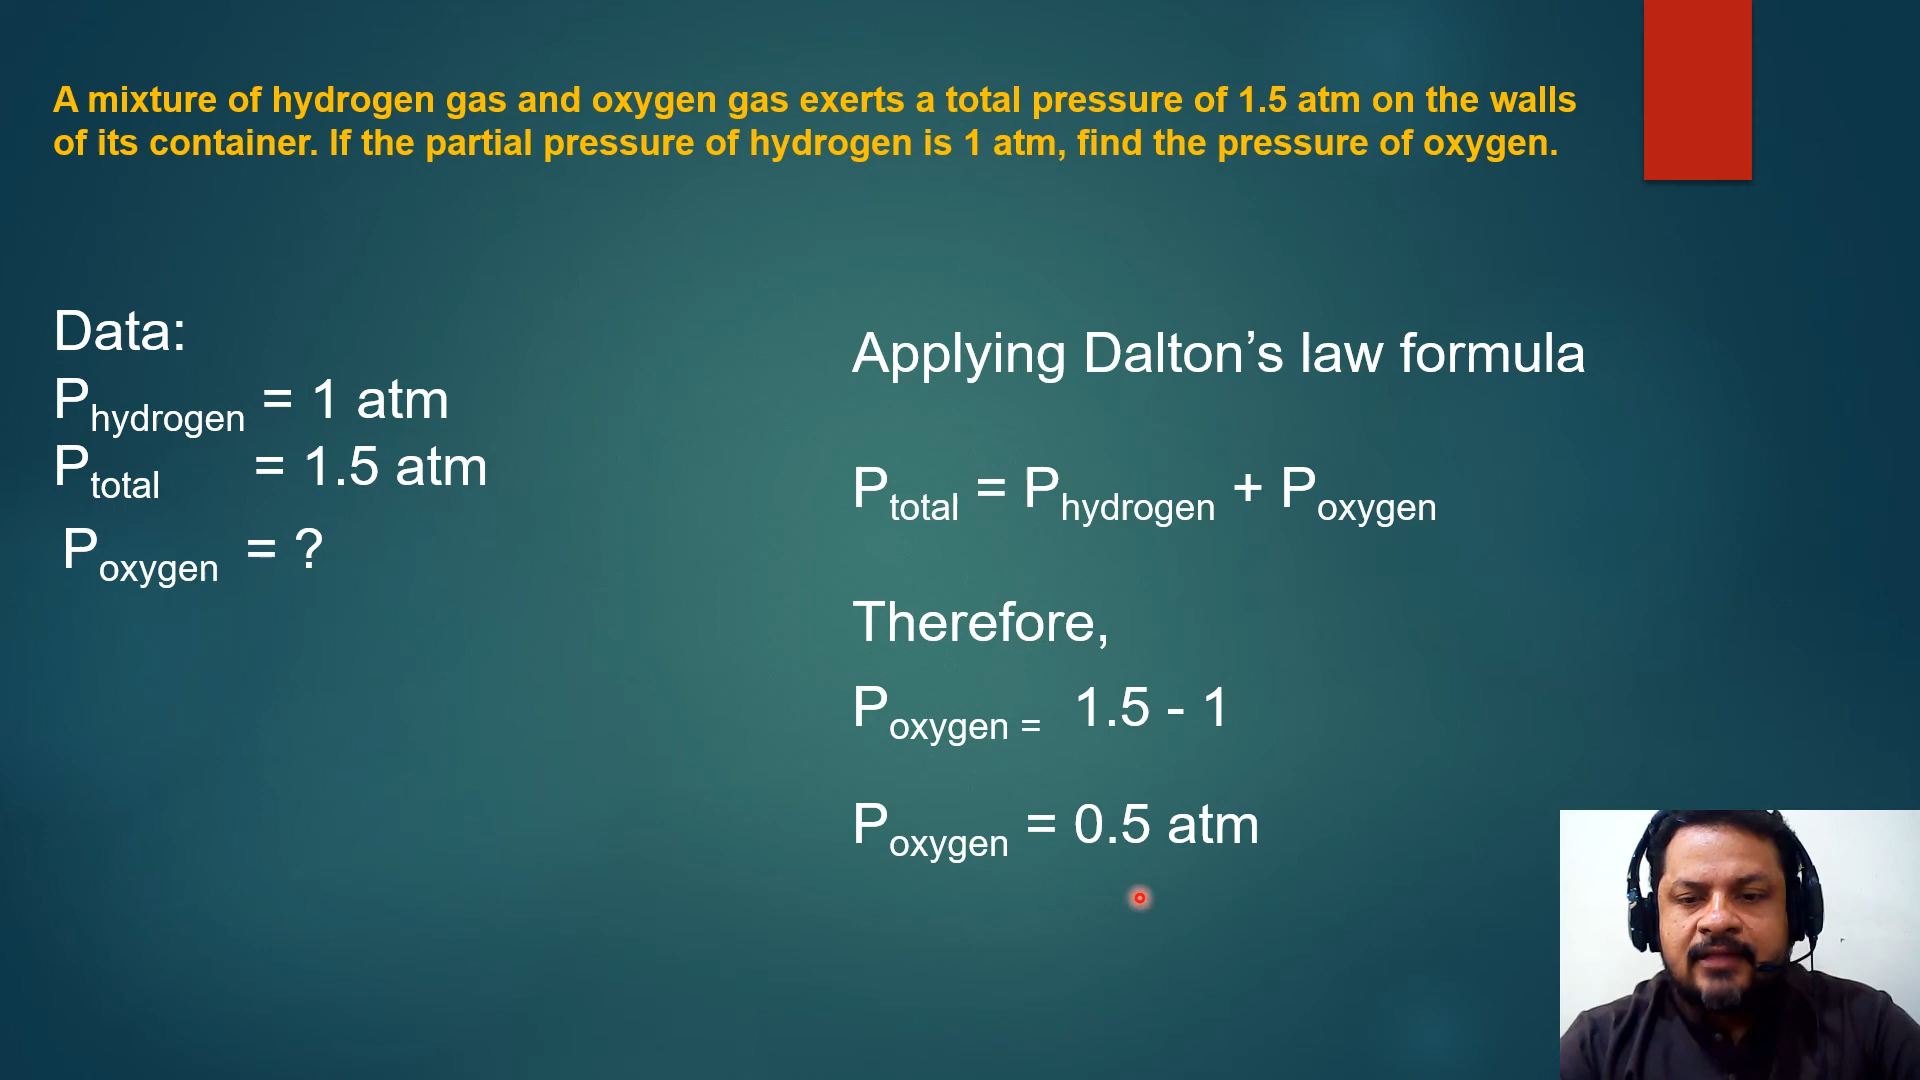 A mixture of hydrogen gas and oxygen gas exerts a total pressure of 1.5 atm on the walls
of its container. If the partial pressure of hydrogen is 1 atm, find the pressure of oxygen.
Data:
Phydrogen = 1 atm
Ptotal = 1.5 atm
Poxygen = ?
Applying Dalton’s law formula
Ptotal = Phydrogen + Poxygen
Therefore,
Poxygen = 1.5 - 1
Poxygen = 0.5 atm